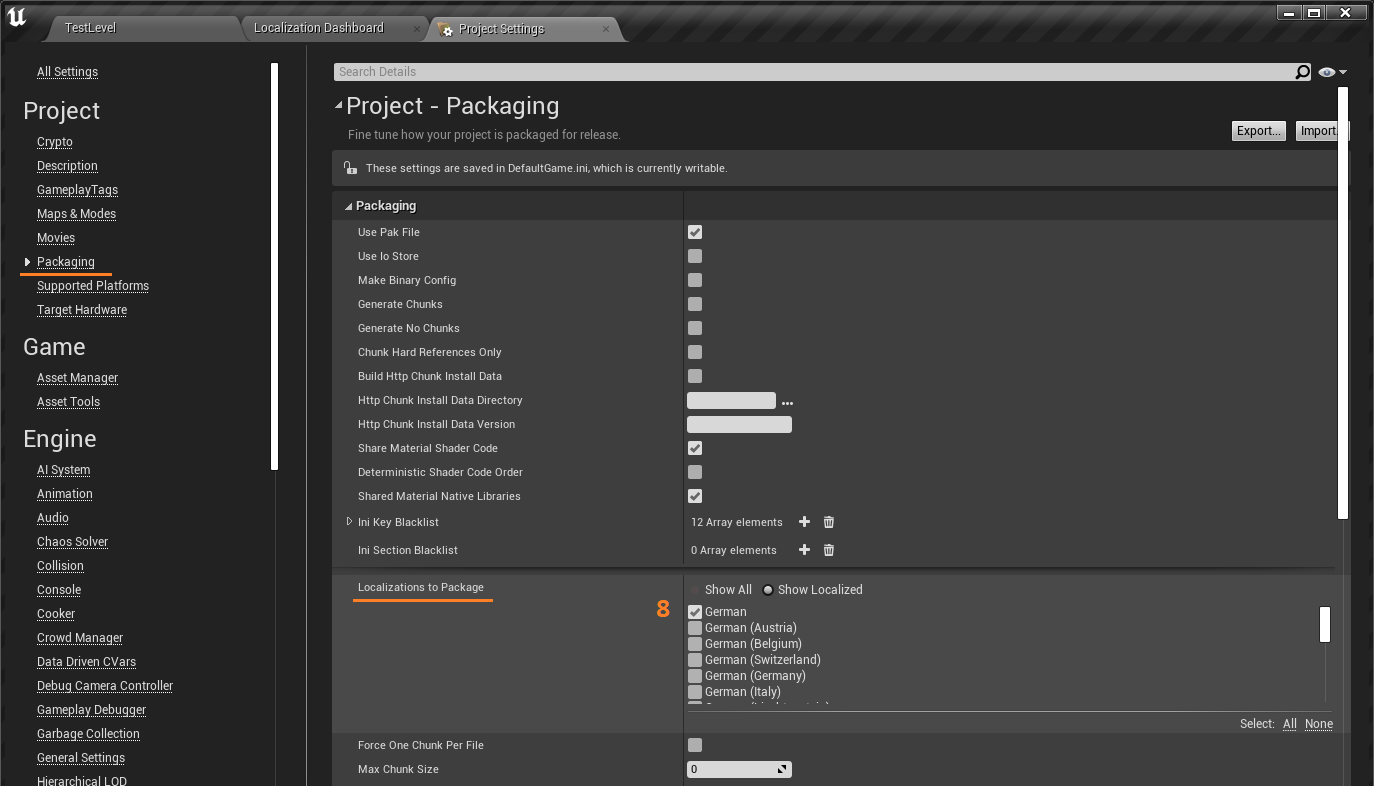 TestLevel
Localization Dashboard
Project Settings
All Settings
Project
Crypto
Description
GameplayTags
Maps & Modes
Movies
Packaging
Supported Platforms
Target Hardware
Game
Asset Manager
Asset Tools
Engine
AI System
Animation
Audio
Chaos Solver
Collision
Console
Cooker
Crowd Manager
Data Driven CVars
Debug Camera Controller
Gameplay Debugger
Garbage Collection
General Settings
Hierarchical LOD
Search Details
Project - Packaging
Fine tune how your project is packaged for release.
Export...
Import.
These settings are saved in DefaultGame.ini, which is currently writable.
Packaging
Use Pak File
Use Io Store
Make Binary Config
Generate Chunks
Generate No Chunks
Chunk Hard References Only
Build Http Chunk Install Data
Http Chunk Install Data Directory ...
Http Chunk Install Data Version
Share Material Shader Code
Deterministic Shader Code Order
Shared Material Native Libraries
Ini Key Blacklist 12 Array elements
Ini Section Blacklist 0 Array elements
Localizations to Package
8
Show All Show Localized
German
German (Austria)
German (Belgium)
German (Switzerland)
German (Germany)
German (Italy)
Select: All None
Force One Chunk Per File
Max Chunk Size 0